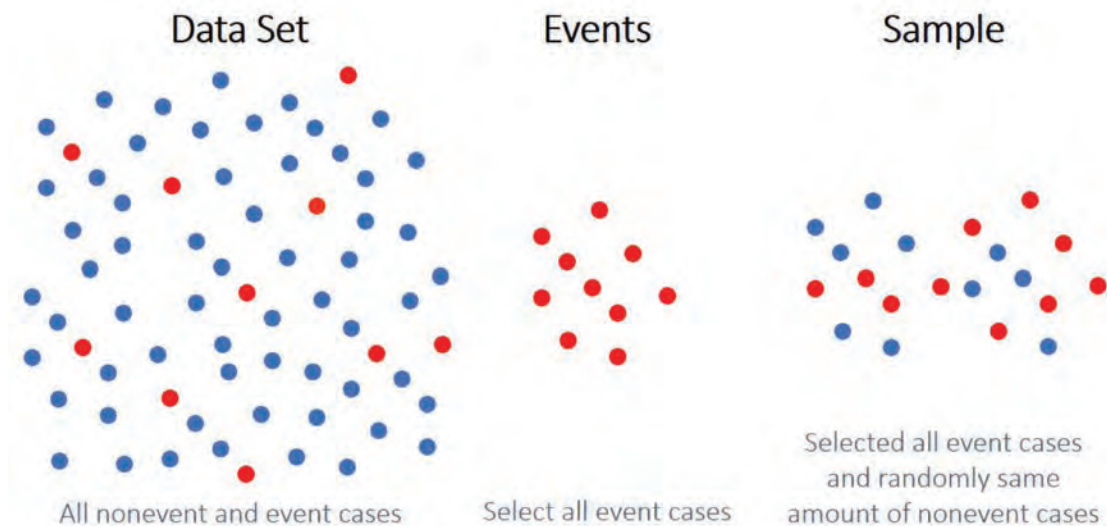 Data Set
Events
Sample
All nonevent and event cases
Select all event cases
Selected all event cases
and randomly same
amount of nonevent cases